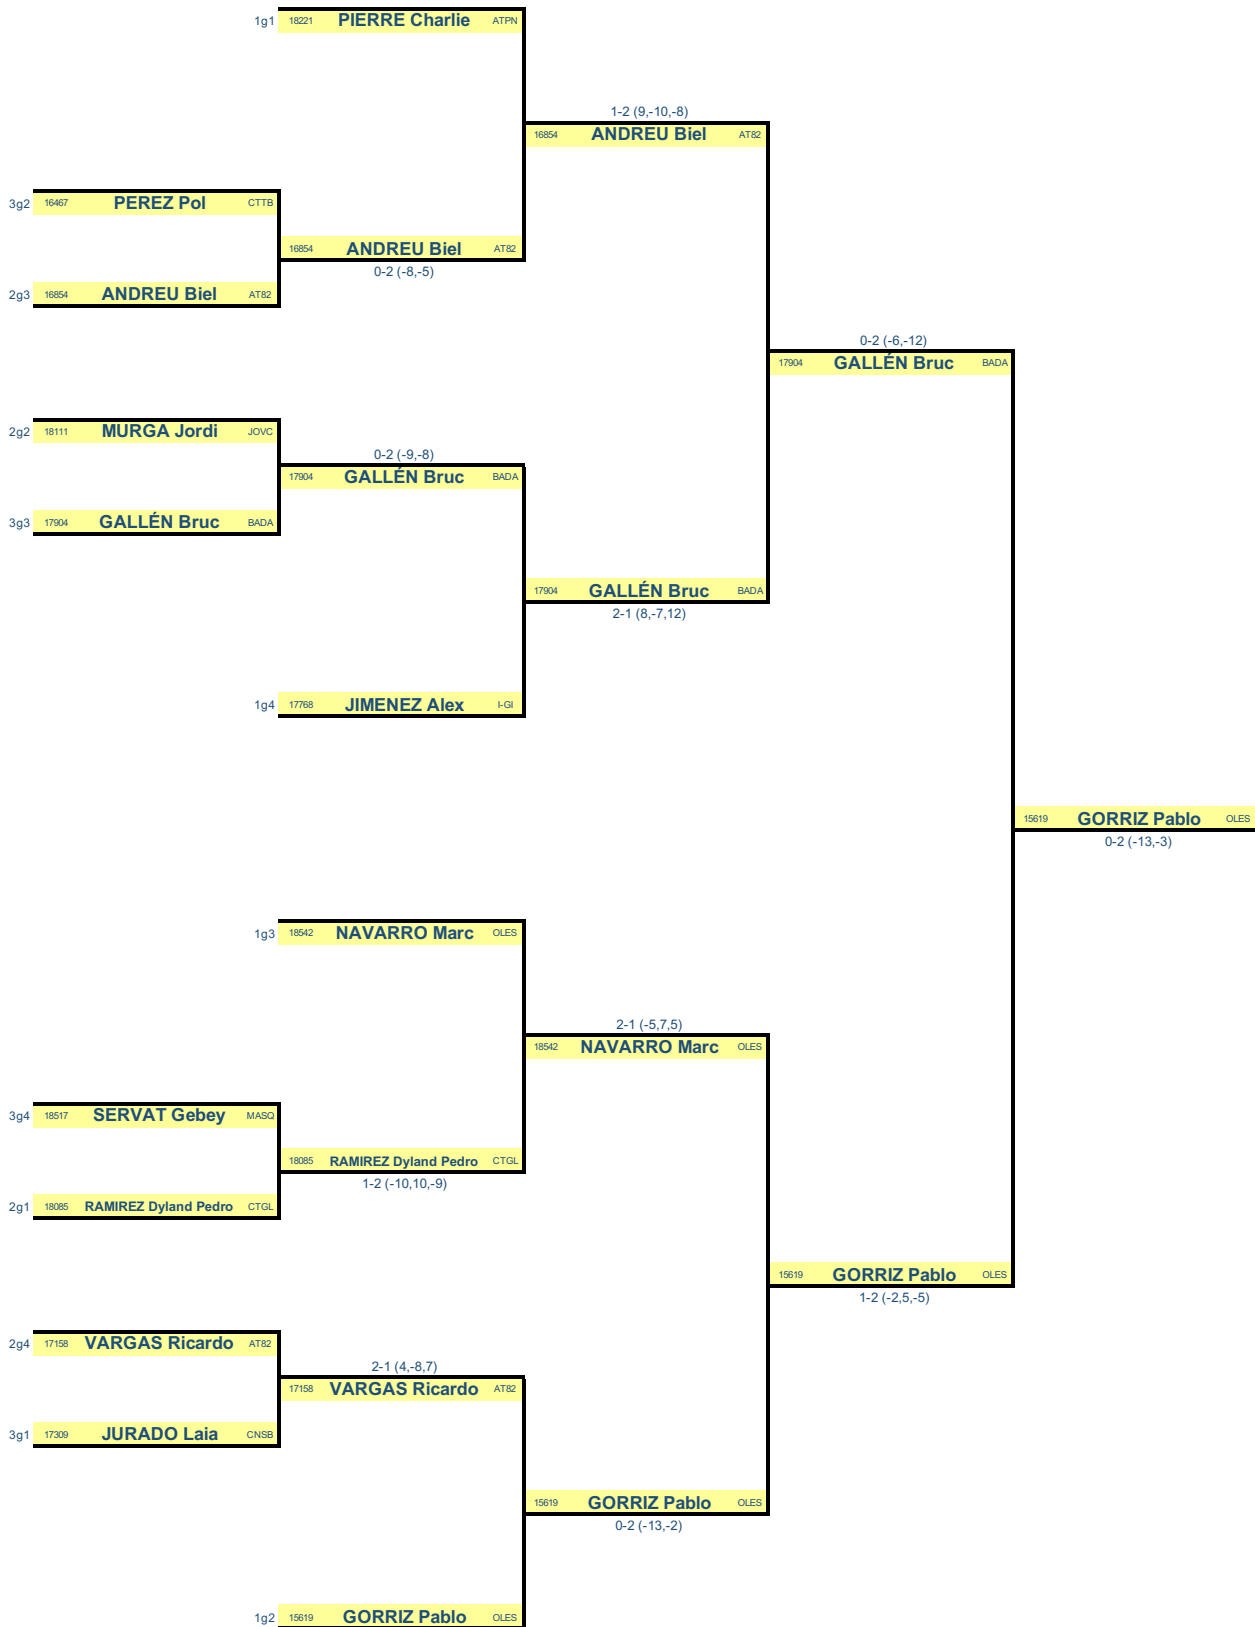 1g1 18221 PIERRE Charlie ATPN
1-2 (9,-10,-8)
16854 ANDREU Biel AT82
3g2 16467 PEREZ Pol CTTB
16854 ANDREU Biel AT82
0-2 (-8,-5)
2g3 16854 ANDREU Biel AT82
0-2 (-6,-12)
17904 GALLÉN Bruc BADA
2g2 18111 MURGA Jordi JOVC
0-2 (-9,-8)
17904 GALLÉN Bruc BADA
3g3 17904 GALLÉN Bruc BADA
17904 GALLÉN Bruc BADA
2-1 (8,-7,12)
1g4 17768 JIMENEZ Alex I-GI
15619 GORRIZ Pablo OLES
0-2 (-13,-3)
1g3 18542 NAVARRO Marc OLES
2-1 (-5,7,5)
18542 NAVARRO Marc OLES
3g4 18517 SERVAT Gebey MASQ
18085 RAMIREZ Dyland Pedro CTGL
1-2 (-10,10,-9)
2g1 18085 RAMIREZ Dyland Pedro CTGL
15619 GORRIZ Pablo OLES
1-2 (-2,5,-5)
2g4 17158 VARGAS Ricardo AT82
2-1 (4,-8,7)
17158 VARGAS Ricardo AT82
3g1 17309 JURADO Laia CNSB
15619 GORRIZ Pablo OLES
0-2 (-13,-2)
1g2 15619 GORRIZ Pablo OLES